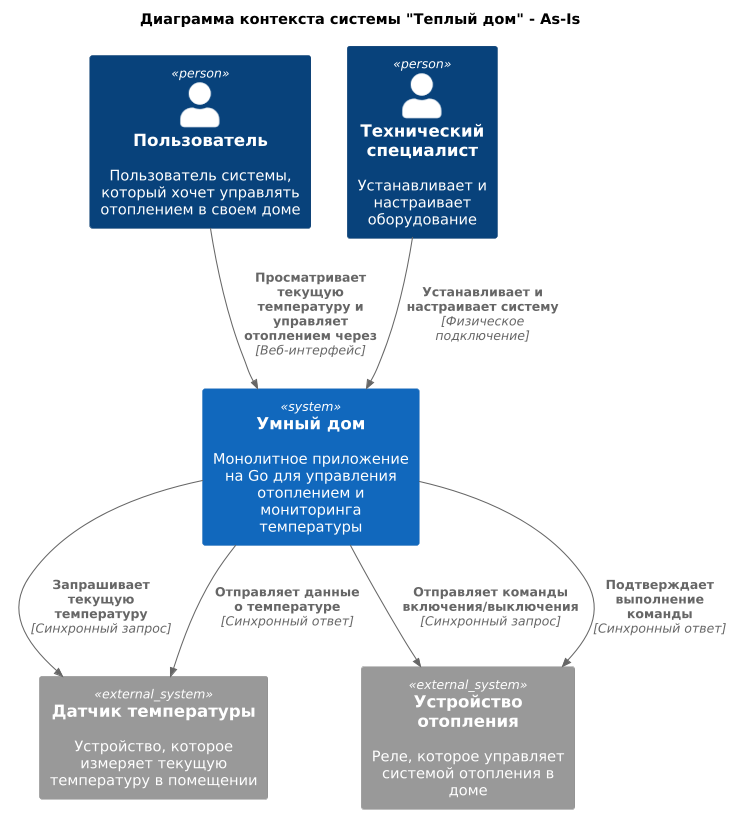 Диаграмма контекста системы "Теплый дом" - As-Is
«person»
Пользователь
Пользователь системы,
который хочет управлять
отоплением в своем доме
«person»
Технический
специалист
Устанавливает и
настраивает
оборудование
Просматривает
текущую
температуру и
управляет
отоплением через
[Веб-интерфейс]
Устанавливает и
настраивает систему
[Физическое
подключение]
«system»
Умный дом
Монолитное приложение
на Go для управления
отоплением и
мониторинга
температуры
Запрашивает
текущую
температуру
[Синхронный запрос]
Отправляет данные
о температуре
[Синхронный ответ]
Отправляет команды
включения/выключения
[Синхронный запрос]
Подтверждает
выполнение
команды
[Синхронный ответ]
«external_system»
Датчик температуры
Устройство, которое
измеряет текущую
температуру в помещении
«external_system»
Устройство
отопления
Реле, которое управляет
системой отопления в
доме